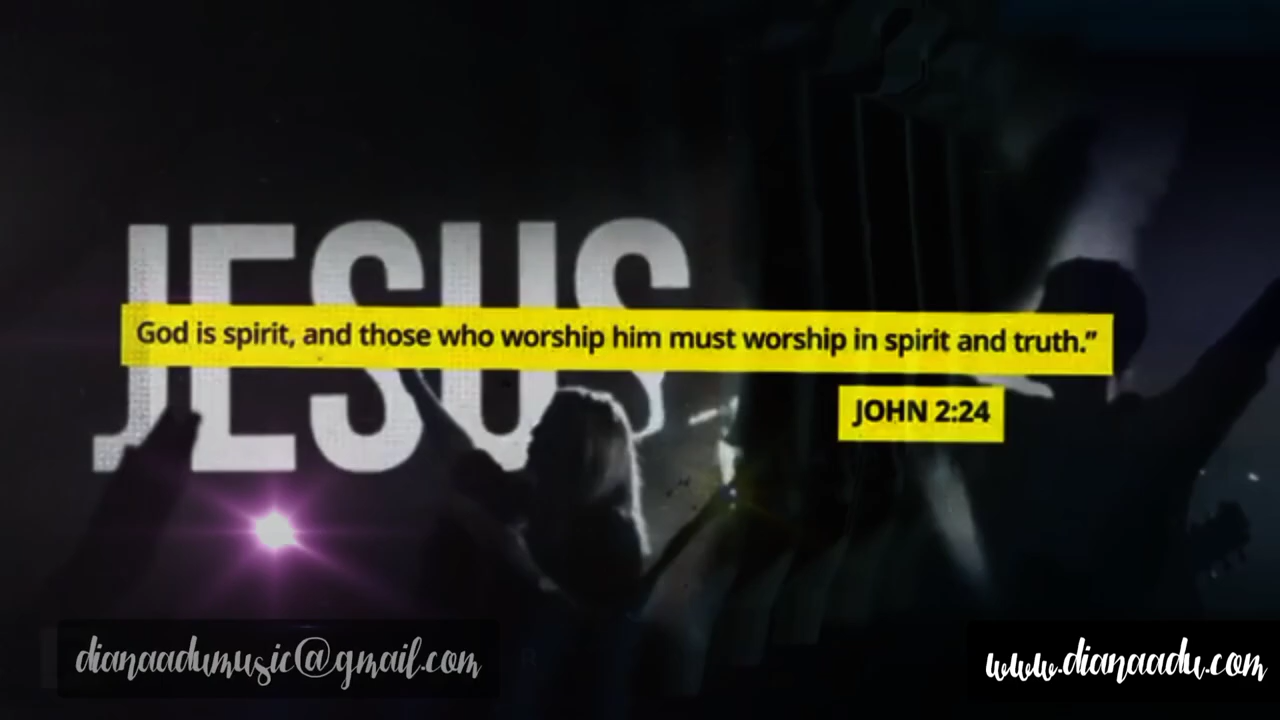 JESUS
God is spirit, and those who worship him must worship in spirit and truth.”
JOHN 2:24
dianaadumusic@gmail.com
www.dianaadu.com